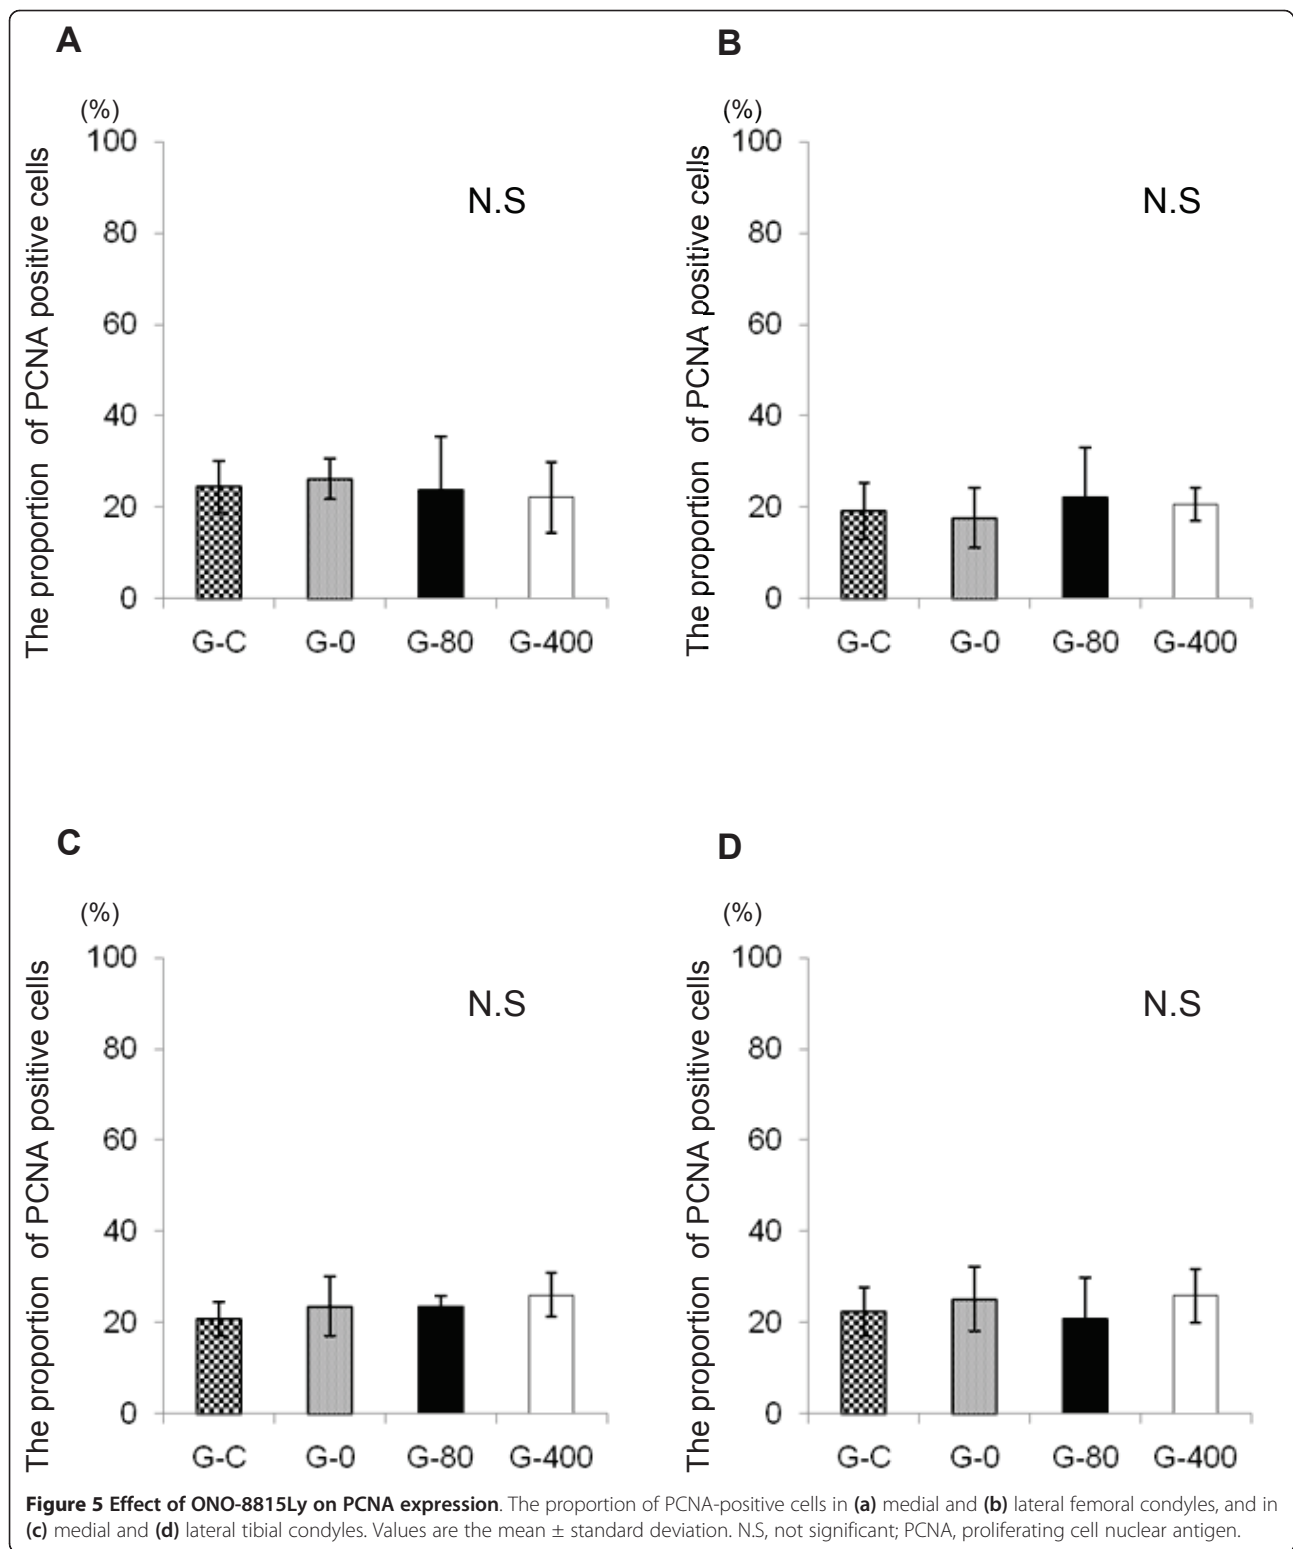 A
(%)
The proportion of PCNA positive cells
100
80
60
40
20
0
N.S
G-C G-0 G-80 G-400
B
(%)
The proportion of PCNA positive cells
100
80
60
40
20
0
N.S
G-C G-0 G-80 G-400
C
(%)
The proportion of PCNA positive cells
100
80
60
40
20
0
N.S
G-C G-0 G-80 G-400
D
(%)
The proportion of PCNA positive cells
100
80
60
40
20
0
N.S
G-C G-0 G-80 G-400
Figure 5 Effect of ONO-8815Ly on PCNA expression. The proportion of PCNA-positive cells in (a) medial and (b) lateral femoral condyles, and in
(c) medial and (d) lateral tibial condyles. Values are the mean ± standard deviation. N.S, not significant; PCNA, proliferating cell nuclear antigen.